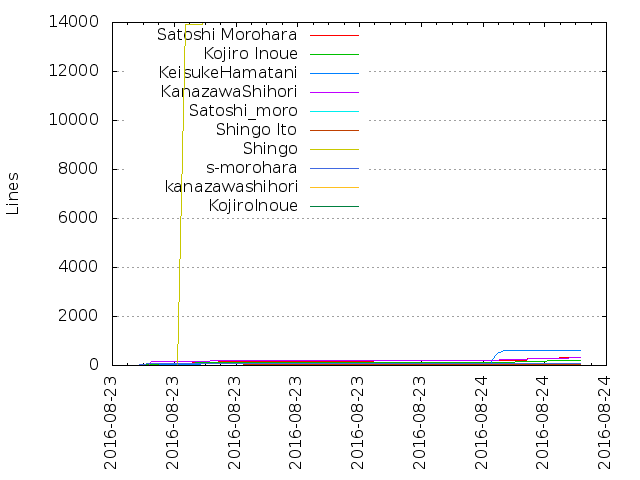 14000
12000
10000
8000
6000
4000
2000
0
Lines
Satoshi Morohara
Kojiro Inoue
KeisukeHamatani
KanazawaShihori
Satoshi_moro
Shingo Ito
Shingo
s-morohara
kanazawashihori
KojiroInoue
2016-08-23
2016-08-23
2016-08-23
2016-08-23
2016-08-23
2016-08-23
2016-08-24
2016-08-24
2016-08-24